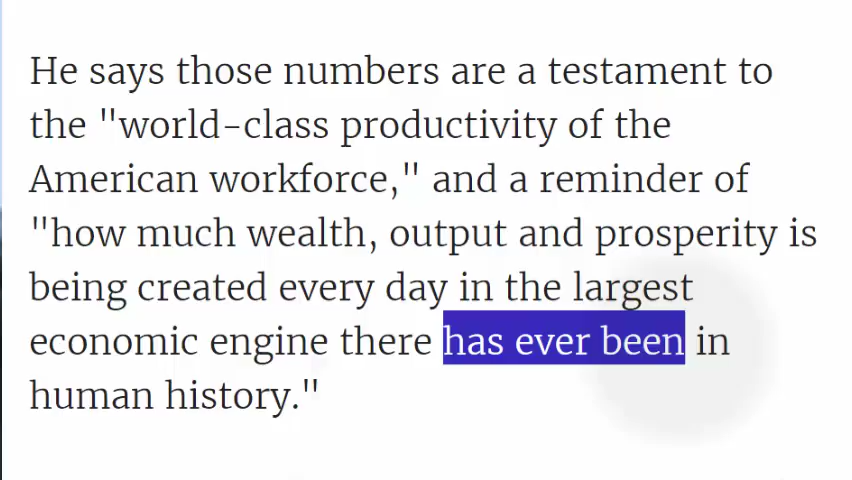 He says those numbers are a testament to
the "world-class productivity of the
American workforce," and a reminder of
"how much wealth, output and prosperity is
being created every day in the largest
economic engine there has ever been in
human history."